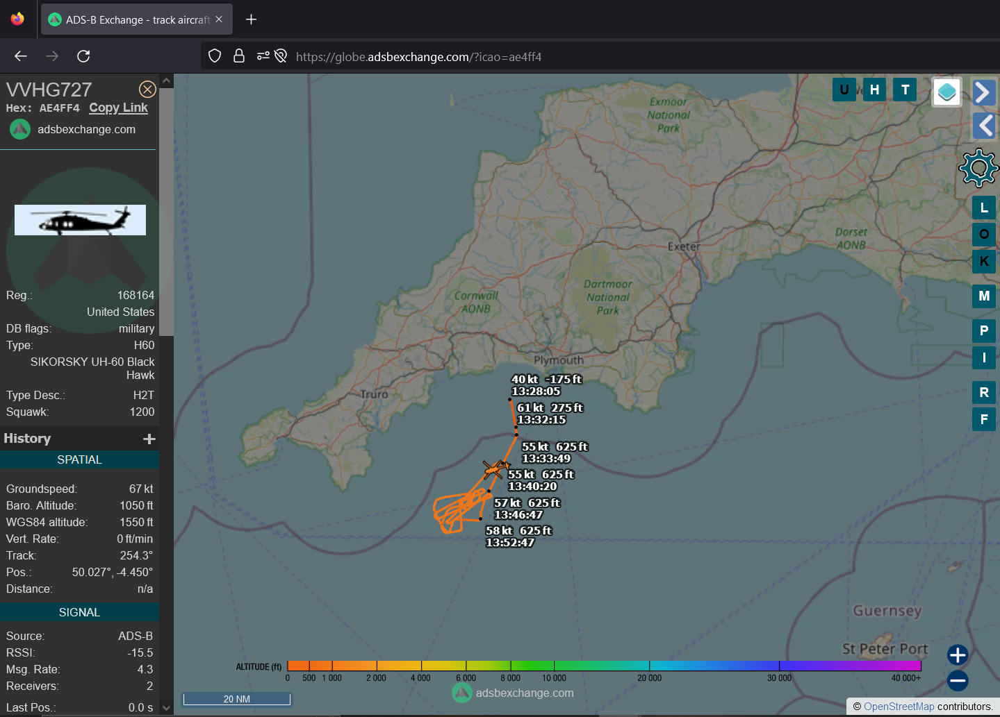 ADS-B Exchange - track aircraft
https://globe.adsbexchange.com/?icao=ae4ff4
VVHG727
Hex: AE4FF4 Copy Link
adsbexchange.com
Reg.: 168164
United States
DB flags: military
Type: H60
SIKORSKY UH-60 Black
Hawk
Type Desc.: H2T
Squawk: 1200
History +
SPATIAL
Groundspeed: 67 kt
Baro. Altitude: 1050 ft
WGS84 altitude: 1550 ft
Vert. Rate: 0 ft/min
Track: 254.3°
Pos.: 50.027°, -4.450°
Distance: n/a
SIGNAL
Source: ADS-B
RSSI: -15.5
Msg. Rate: 4.3
Receivers: 2
Last Pos.: 0.0 s
U H T
L
O
K
M
P
I
R
F
Exmoor
National
Park
Dorset
AONB
Exeter
Dartmoor
National
Park
Cornwall
AONB
Plymouth
Truro
40 kt -175 ft
13:28:05
61 kt 275 ft
13:32:15
55 kt 625 ft
13:33:49
55 kt 625 ft
13:40:20
57 kt 625 ft
13:46:47
58 kt 625 ft
13:52:47
Guernsey
St Peter Port
ALTITUDE (ft)
0 500 1 000 2 000 4 000 6 000 8 000 10 000 20 000 30 000 40 000+
adsbexchange.com
20 NM
© OpenStreetMap contributors.